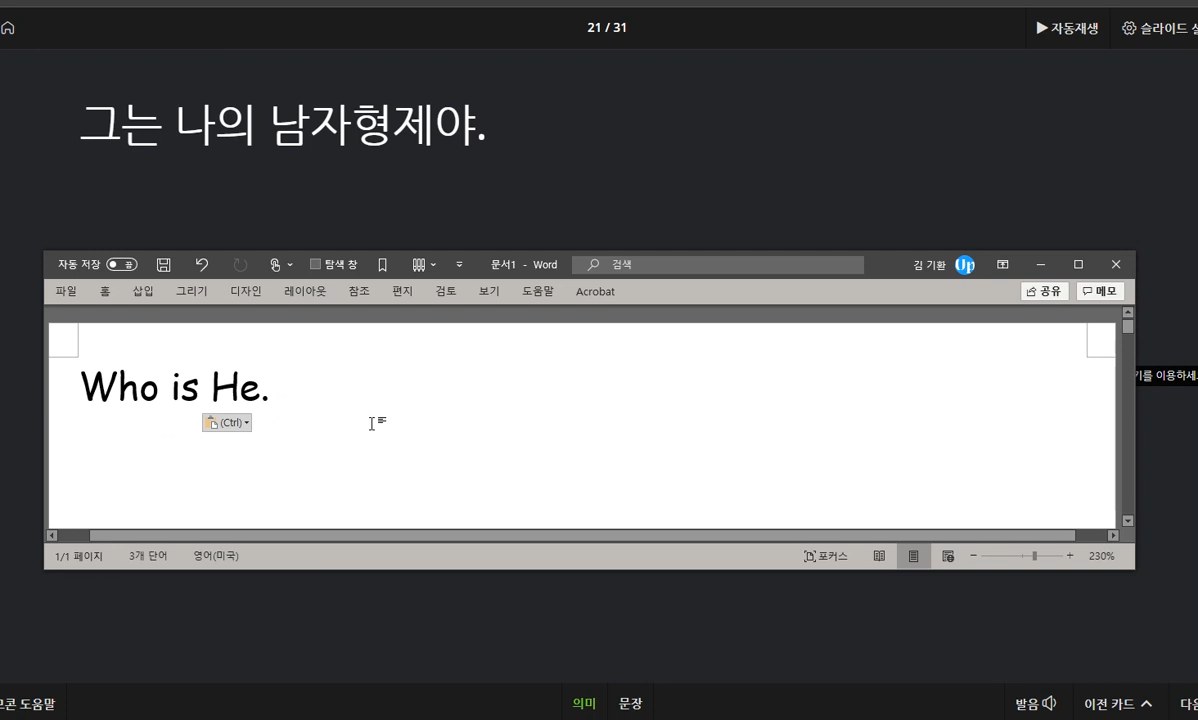 21 / 31
▶ 자동재생
슬라이드
그는 나의 남자형제야.
자동 저장 끔
탐색 창
문서1 - Word
검색
김 기환
Up
파일 홈 삽입 그리기 디자인 레이아웃 참조 편지 검토 보기 도움말 Acrobat
공유
메모
Who is He.
(Ctrl)
기를 이용하세
1/1 페이지 3개 단어 영어(미국)
포커스
230%
도움말
의미 문장
발음
이전 카드